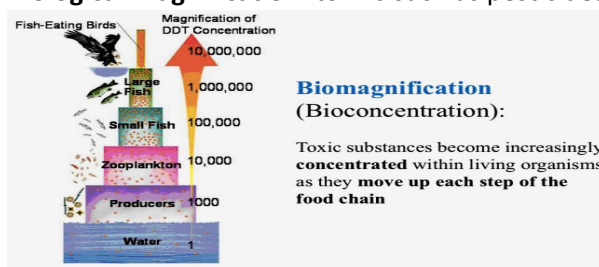 Magnification of
DDT Concentration
Fish-Eating Birds
10,000,000
Large
Fish
1,000,000
Small Fish
100,000
Zooplankton
10,000
Producers
1000
Water
1
Biomagnification
(Bioconcentration):
Toxic substances become increasingly
concentrated within living organisms
as they move up each step of the
food chain